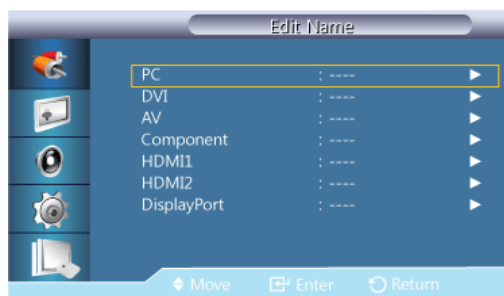 Edit Name
PC : ---- ►
DVI : ---- ►
AV : ---- ►
Component : ---- ►
HDMI1 : ---- ►
HDMI2 : ---- ►
DisplayPort : ---- ►
Move Enter Return